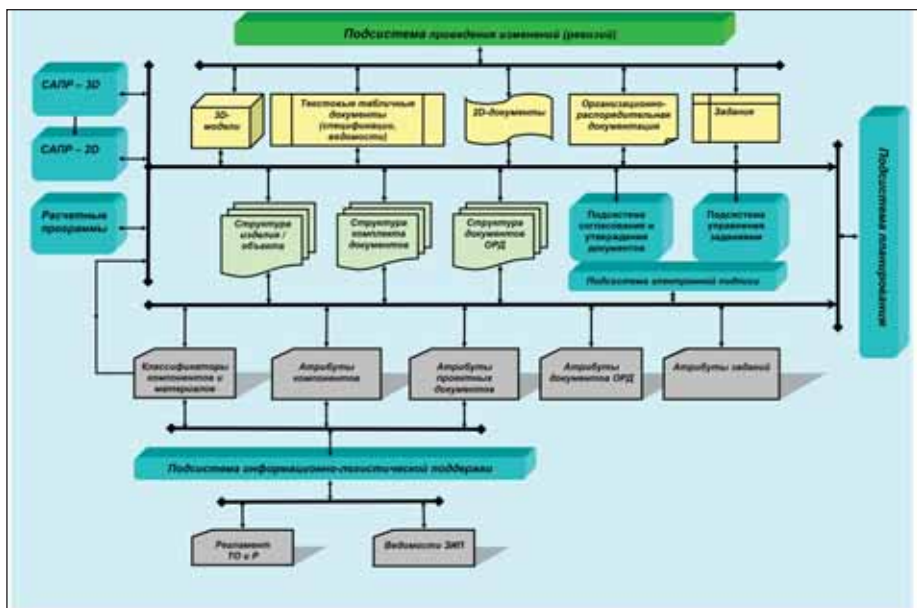 Подсистема проведения изменений (ревизий)
САПР – 3D
САПР – 2D
Расчетные
программы
3D-
модели
Текстовые табличные
документы
(спецификации,
ведомости)
2D-документы
Организационно-
распорядительная
документация
Задания
Структура
изделия /
объекта
Структура
комплекта
документов
Структура
документов
ОРД
Подсистема
согласования и
утверждения
документов
Подсистема
управления
заданиями
Подсистема электронной подписи
Подсистема планирования
Классификаторы
компонентов и
материалов
Атрибуты
компонентов
Атрибуты
проектных
документов
Атрибуты
документов ОРД
Атрибуты заданий
Подсистема информационно-логистической поддержки
Регламент
ТО и Р
Ведомости ЗИП